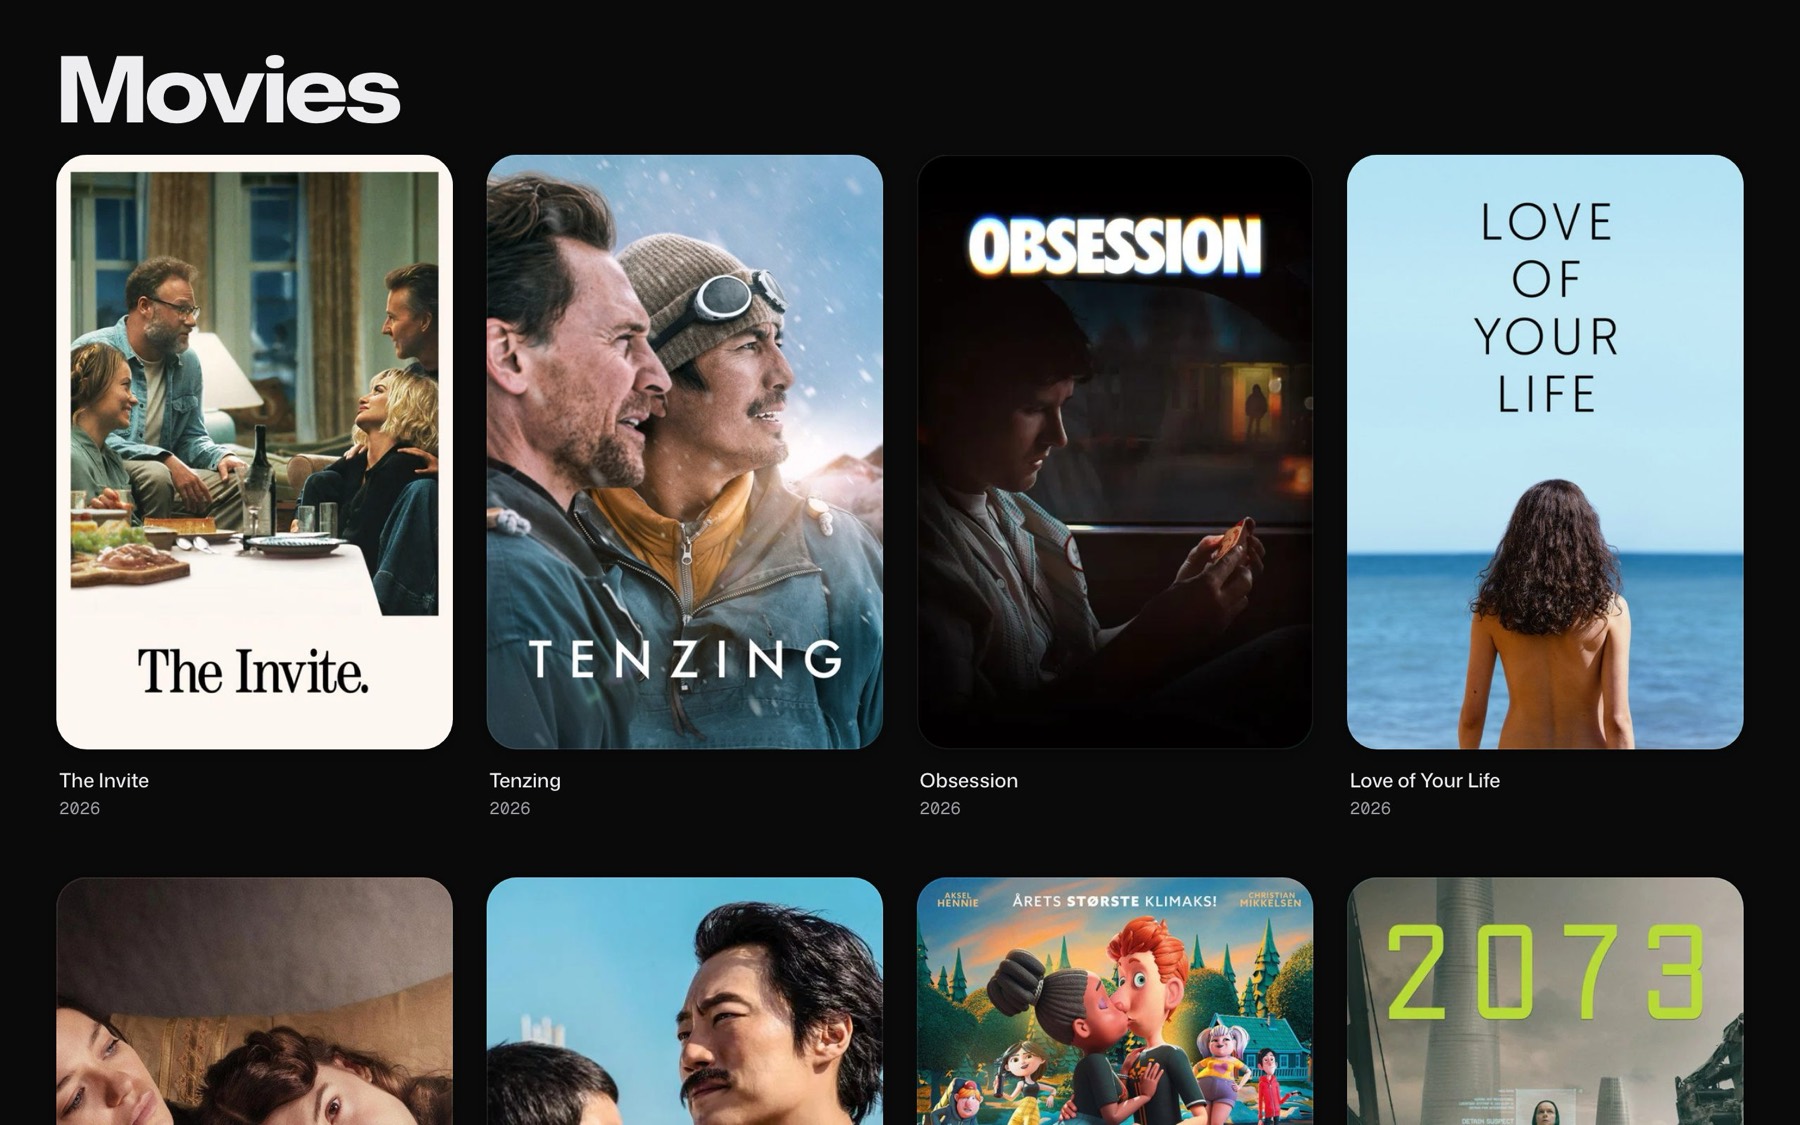 Movies
The Invite.
TENZING
OBSESSION
LOVE
OF
YOUR
LIFE
The Invite
2026
Tenzing
2026
Obsession
2026
Love of Your Life
2026
AKSEL
HENNIE
ÅRETS STØRSTE KLIMAKS!
CHRISTIAN
MIKKELSEN
2073